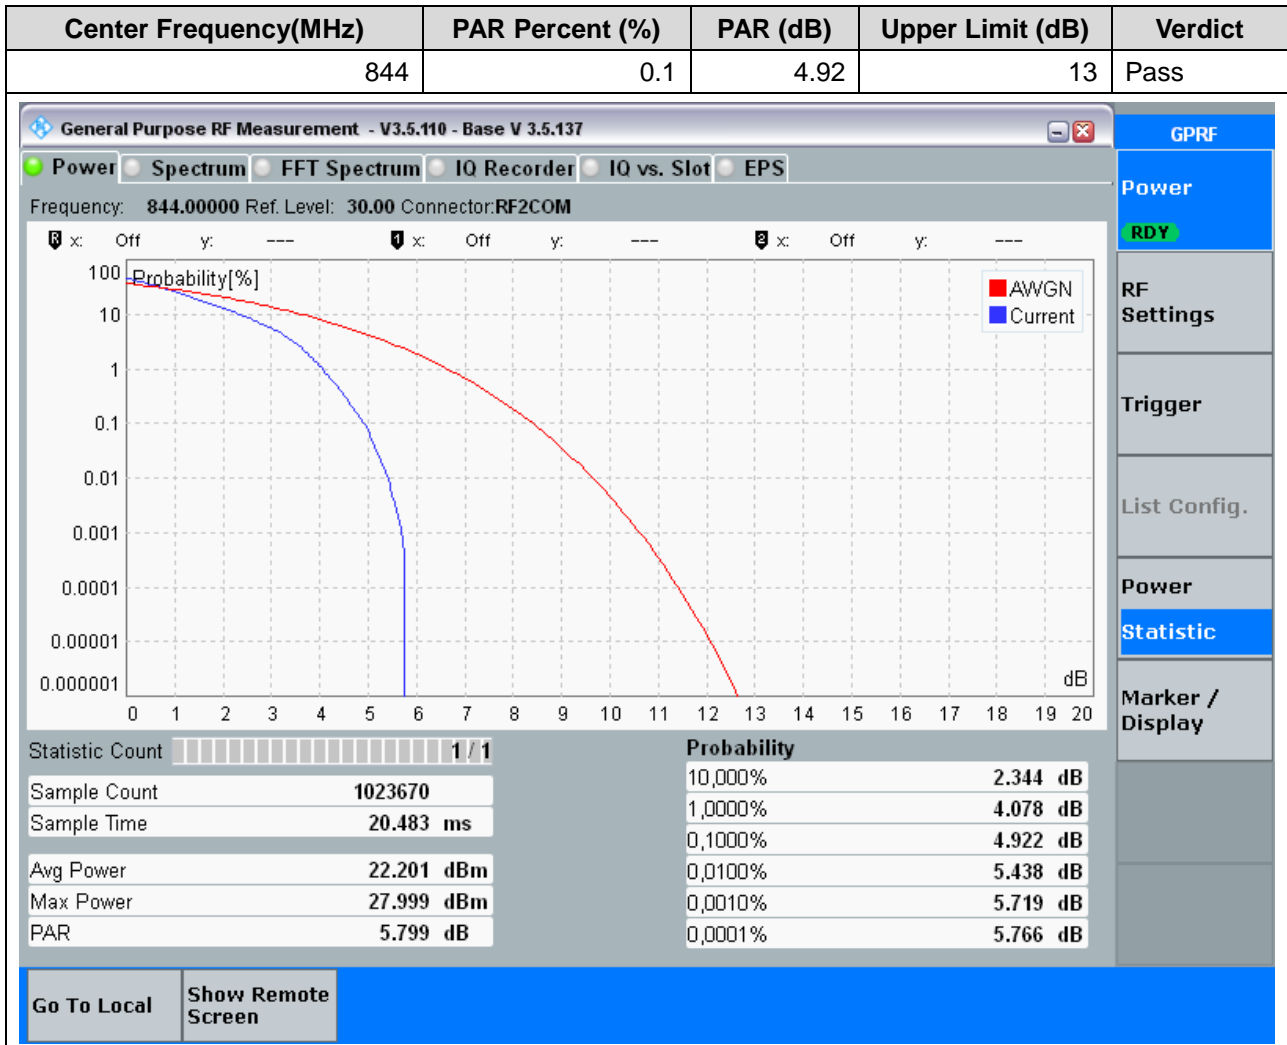 Center Frequency(MHz) PAR Percent (%) PAR (dB) Upper Limit (dB) Verdict
844 0.1 4.92 13 Pass
General Purpose RF Measurement - V3.5.110 - Base V 3.5.137
GPRF
Power Spectrum FFT Spectrum IQ Recorder IQ vs. Slot EPS
Power
RDY
Frequency: 844.00000 Ref. Level: 30.00 Connector:RF2COM
R x: Off y: --- 1 x: Off y: --- 2 x: Off y: ---
Probability[%]
AWGN
Current
100
10
1
0.1
0.01
0.001
0.0001
0.00001
0.000001
dB
0 1 2 3 4 5 6 7 8 9 10 11 12 13 14 15 16 17 18 19 20
RF
Settings
Trigger
List Config.
Power
Statistic
Marker /
Display
Statistic Count 1 / 1
Sample Count 1023670
Sample Time 20.483 ms
Avg Power 22.201 dBm
Max Power 27.999 dBm
PAR 5.799 dB
Probability
10,000% 2.344 dB
1,0000% 4.078 dB
0,1000% 4.922 dB
0,0100% 5.438 dB
0,0010% 5.719 dB
0,0001% 5.766 dB
Go To Local
Show Remote
Screen